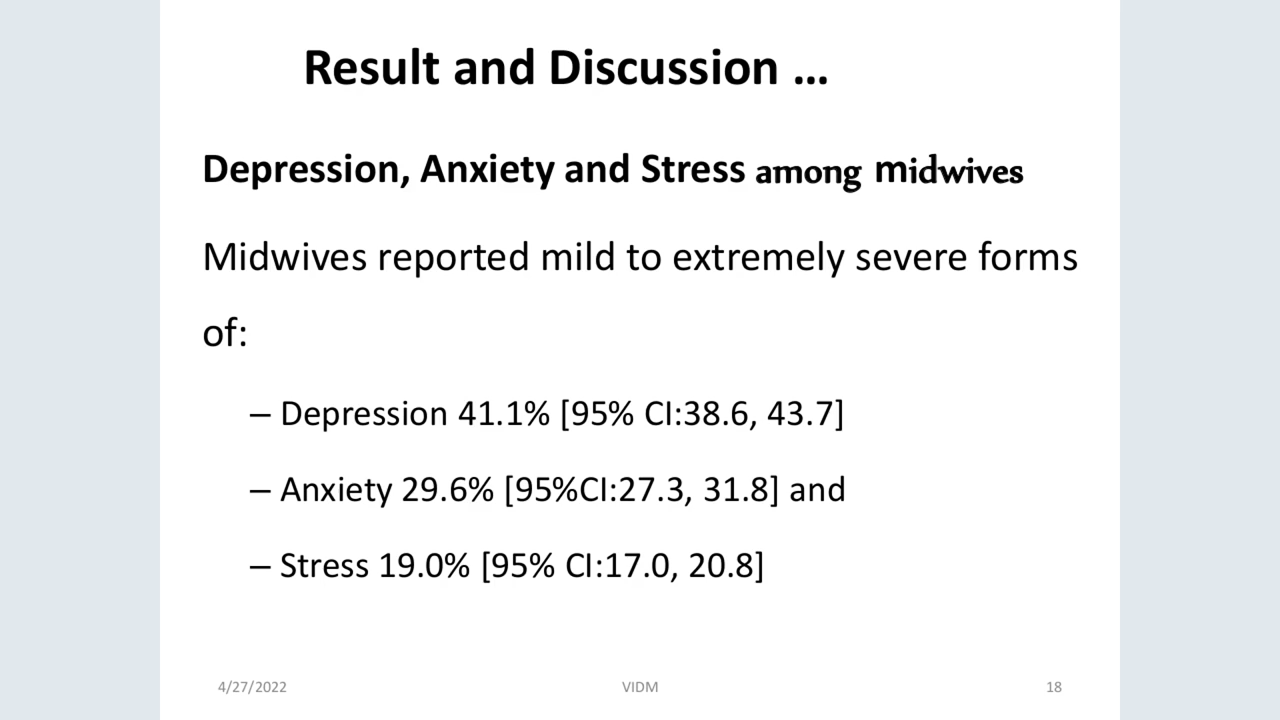 Result and Discussion …
Depression, Anxiety and Stress among midwives
Midwives reported mild to extremely severe forms
of:
– Depression 41.1% [95% CI:38.6, 43.7]
– Anxiety 29.6% [95%CI:27.3, 31.8] and
– Stress 19.0% [95% CI:17.0, 20.8]
4/27/2022 VIDM 18